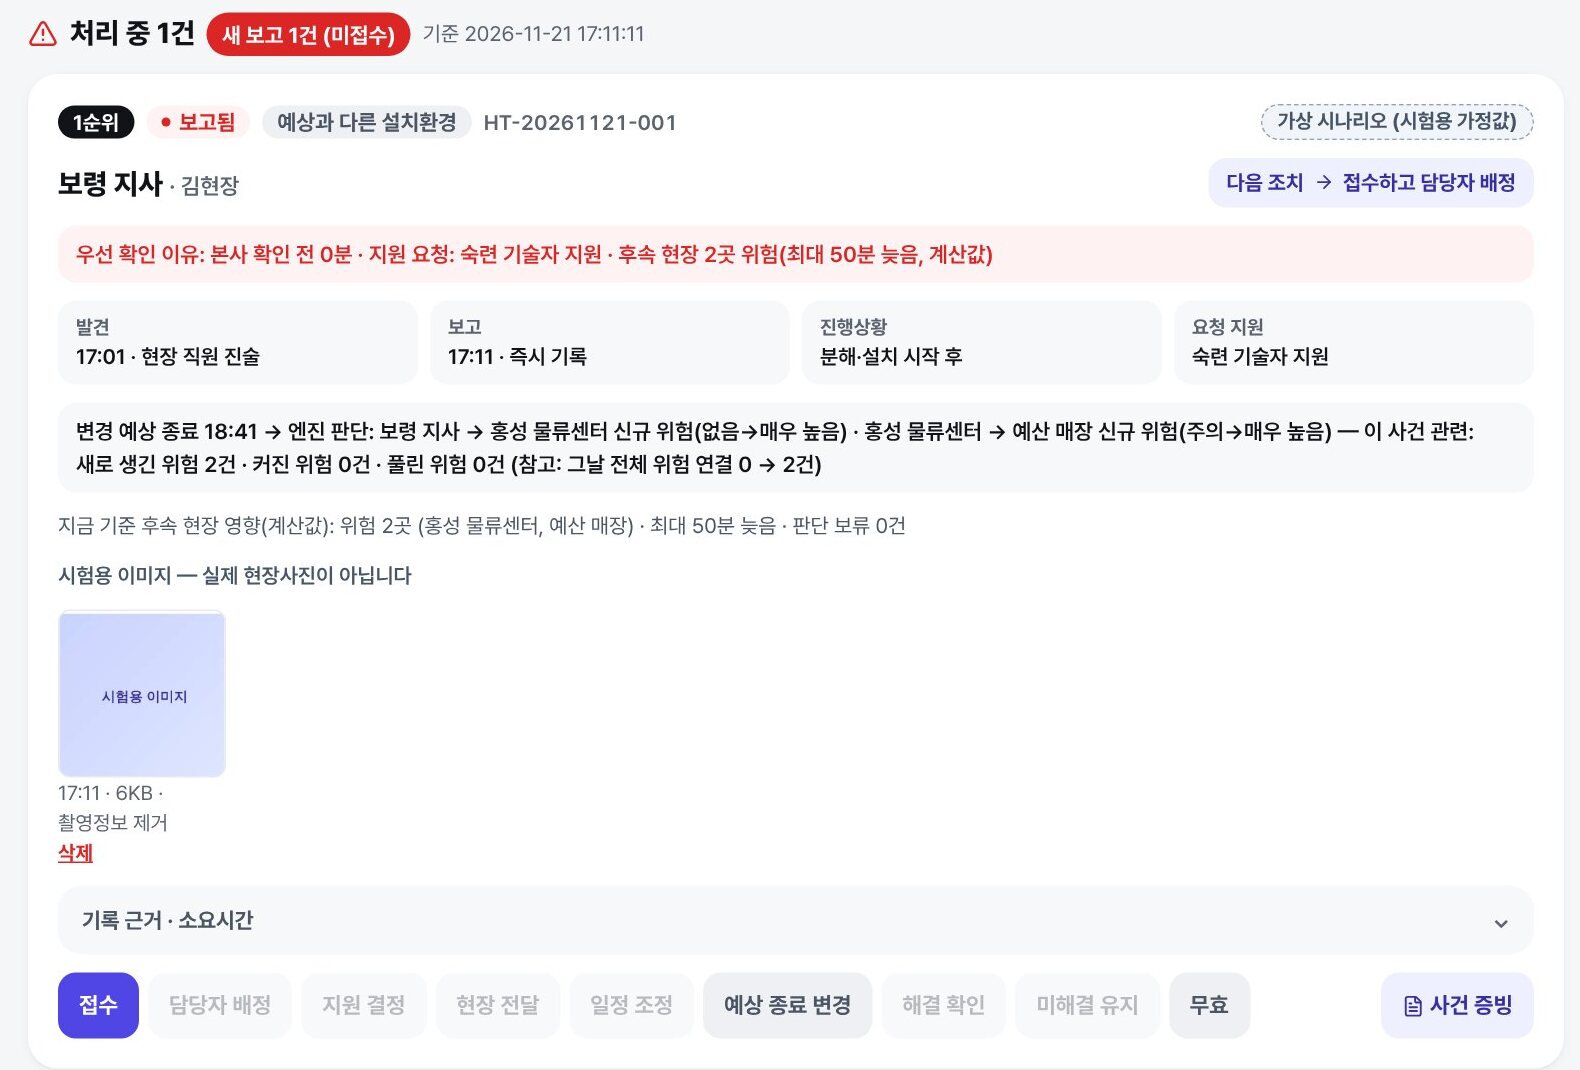 처리 중 1건 새 보고 1건 (미접수) 기준 2026-11-21 17:11:11
1순위 보고됨 예상과 다른 설치환경 HT-20261121-001 가상 시나리오 (시험용 가정값)
보령 지사 · 김현장 다음 조치 → 접수하고 담당자 배정
우선 확인 이유: 본사 확인 전 0분 · 지원 요청: 숙련 기술자 지원 · 후속 현장 2곳 위험(최대 50분 늦음, 계산값)
발견 보고 진행상황 요청 지원
17:01 · 현장 직원 진술 17:11 · 즉시 기록 분해·설치 시작 후 숙련 기술자 지원
변경 예상 종료 18:41 → 엔진 판단: 보령 지사 → 홍성 물류센터 신규 위험(없음→매우 높음) · 홍성 물류센터 → 예산 매장 신규 위험(주의→매우 높음) — 이 사건 관련:
새로 생긴 위험 2건 · 커진 위험 0건 · 풀린 위험 0건 (참고: 그날 전체 위험 연결 0 → 2건)
지금 기준 후속 현장 영향(계산값): 위험 2곳 (홍성 물류센터, 예산 매장) · 최대 50분 늦음 · 판단 보류 0건
시험용 이미지 — 실제 현장사진이 아닙니다
시험용 이미지
17:11 · 6KB ·
촬영정보 제거
삭제
기록 근거 · 소요시간
접수 담당자 배정 지원 결정 현장 전달 일정 조정 예상 종료 변경 해결 확인 미해결 유지 무효 사건 증빙